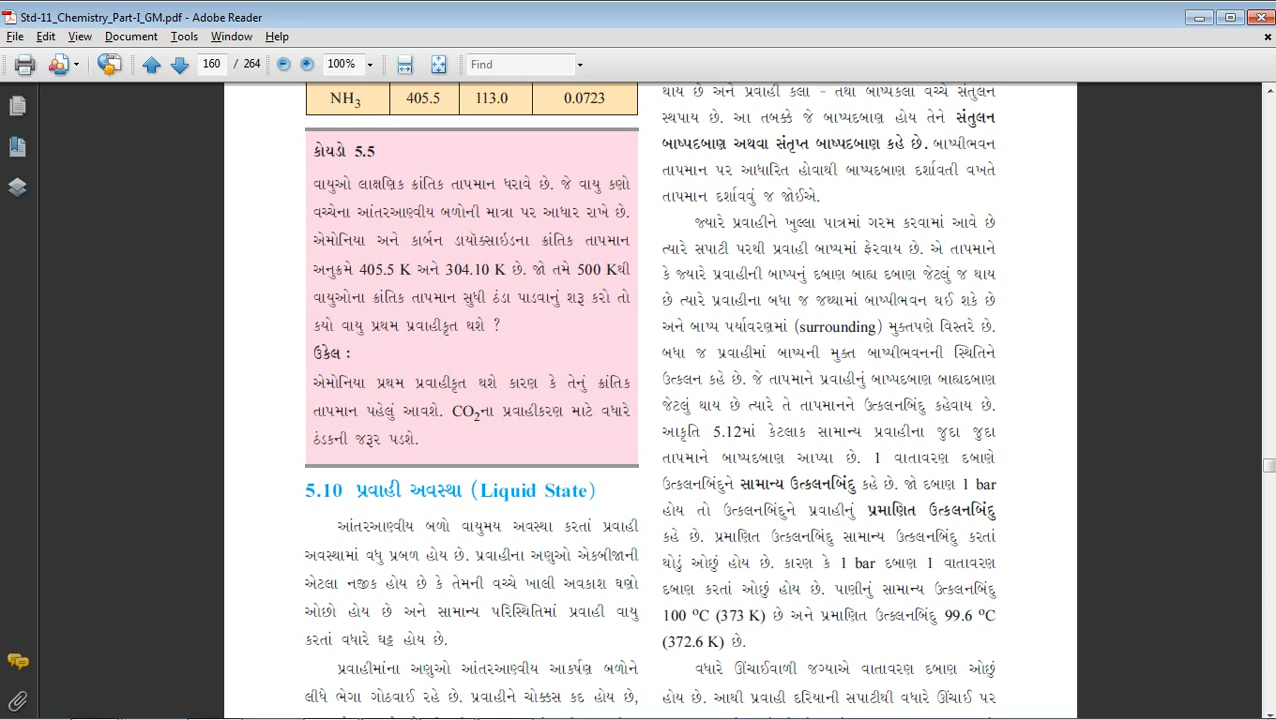 Std-11_Chemistry_Part-I_GM.pdf - Adobe Reader
File Edit View Document Tools Window Help
160 / 264 100% Find
NH3 405.5 113.0 0.0723
કોયડો 5.5
વાયુઓ લાક્ષણિક ક્રાંતિક તાપમાન ધરાવે છે. જે વાયુ કણો
વચ્ચેના આંતરઆણ્વીય બળોની માત્રા પર આધાર રાખે છે.
એમોનિયા અને કાર્બન ડાયૉક્સાઇડના ક્રાંતિક તાપમાન
અનુક્રમે 405.5 K અને 304.10 K છે. જો તમે 500 Kથી
વાયુઓના ક્રાંતિક તાપમાન સુધી ઠંડા પાડવાનું શરૂ કરો તો
કયો વાયુ પ્રથમ પ્રવાહીકૃત થશે ?
ઉકેલ :
એમોનિયા પ્રથમ પ્રવાહીકૃત થશે કારણ કે તેનું ક્રાંતિક
તાપમાન પહેલું આવશે. CO2ના પ્રવાહીકરણ માટે વધારે
ઠંડકની જરૂર પડશે.
5.10 પ્રવાહી અવસ્થા (Liquid State)
આંતરઆણ્વીય બળો વાયુમય અવસ્થા કરતાં પ્રવાહી
અવસ્થામાં વધુ પ્રબળ હોય છે. પ્રવાહીના અણુઓ એકબીજાની
એટલા નજીક હોય છે કે તેમની વચ્ચે ખાલી અવકાશ ઘણો
ઓછો હોય છે અને સામાન્ય પરિસ્થિતિમાં પ્રવાહી વાયુ
કરતાં વધારે ઘટ્ટ હોય છે.
પ્રવાહીમાંના અણુઓ આંતરઆણ્વીય આકર્ષણ બળોને
લીધે ભેગા ગોઠવાઈ રહે છે. પ્રવાહીને ચોક્કસ કદ હોય છે,
થાય છે અને પ્રવાહી કલા - તથા બાષ્પકલા વચ્ચે સંતુલન
સ્થપાય છે. આ તબક્કે જે બાષ્પદબાણ હોય તેને સંતુલન
બાષ્પદબાણ અથવા સંતૃપ્ત બાષ્પદબાણ કહે છે. બાષ્પીભવન
તાપમાન પર આધારિત હોવાથી બાષ્પદબાણ દર્શાવતી વખતે
તાપમાન દર્શાવવું જ જોઈએ.
જ્યારે પ્રવાહીને ખુલ્લા પાત્રમાં ગરમ કરવામાં આવે છે
ત્યારે સપાટી પરથી પ્રવાહી બાષ્પમાં ફેરવાય છે. એ તાપમાને
કે જ્યારે પ્રવાહીની બાષ્પનું દબાણ બાહ્ય દબાણ જેટલું જ થાય
છે ત્યારે પ્રવાહીના બધા જ જથ્થામાં બાષ્પીભવન થઈ શકે છે
અને બાષ્પ પર્યાવરણમાં (surrounding) મુક્તપણે વિસ્તરે છે.
બધા જ પ્રવાહીમાં બાષ્પની મુક્ત બાષ્પીભવનની સ્થિતિને
ઉત્કલન કહે છે. જે તાપમાને પ્રવાહીનું બાષ્પદબાણ બાહ્યદબાણ
જેટલું થાય છે ત્યારે તે તાપમાનને ઉત્કલનબિંદુ કહેવાય છે.
આકૃતિ 5.12માં કેટલાક સામાન્ય પ્રવાહીના જુદા જુદા
તાપમાને બાષ્પદબાણ આપ્યા છે. 1 વાતાવરણ દબાણે
ઉત્કલનબિંદુને સામાન્ય ઉત્કલનબિંદુ કહે છે. જો દબાણ 1 bar
હોય તો ઉત્કલનબિંદુને પ્રવાહીનું પ્રમાણિત ઉત્કલનબિંદુ
કહે છે. પ્રમાણિત ઉત્કલનબિંદુ સામાન્ય ઉત્કલનબિંદુ કરતાં
થોડું ઓછું હોય છે. કારણ કે 1 bar દબાણ 1 વાતાવરણ
દબાણ કરતાં ઓછું હોય છે. પાણીનું સામાન્ય ઉત્કલનબિંદુ
100 °C (373 K) છે અને પ્રમાણિત ઉત્કલનબિંદુ 99.6 °C
(372.6 K) છે.
વધારે ઊંચાઈવાળી જગ્યાએ વાતાવરણ દબાણ ઓછું
હોય છે. આથી પ્રવાહી દરિયાની સપાટીથી વધારે ઊંચાઈ પર